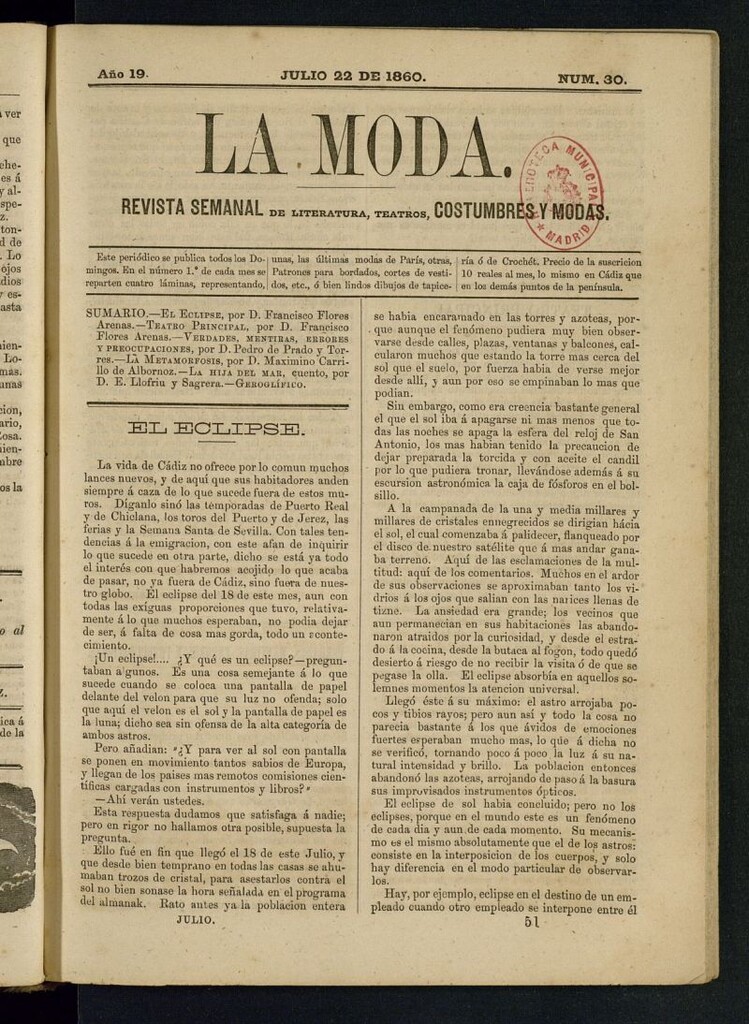 Año 19.
JULIO 22 DE 1860.
NUM. 30.
LA MODA.
REVISTA SEMANAL DE LITERATURA, TEATROS, COSTUMBRES Y MODAS.
MUNICIPAL
MADRID
Este periódico se publica todos los Do-
mingos. En el número 1.° de cada mes se
reparten cuatro láminas, representando,
unas, las últimas modas de París, otras,
Patrones para bordados, cortes de vesti-
dos, etc., ó bien lindos dibujos de tapice-
ría ó de Crochét. Precio de la suscricion
10 reales al mes, lo mismo en Cádiz que
en los demás puntos de la península.
SUMARIO.—EL ECLIPSE, por D. Francisco Flores
Arenas.—TEATRO PRINCIPAL, por D. Francisco
Flores Arenas.—VERDADES, MENTIRAS, ERRORES
Y PREOCUPACIONES, por D. Pedro de Prado y Tor-
res.—LA METAMORFOSIS, por D. Maximino Carri-
llo de Albornoz.—LA HIJA DEL MAR, cuento, por
D. E. Llofriu y Sagrera.—GEROGLÍFICO.
EL ECLIPSE.
La vida de Cádiz no ofrece por lo comun muchos
lances nuevos, y de aquí que sus habitadores anden
siempre á caza de lo que sucede fuera de estos mu-
ros. Díganlo sinó las temporadas de Puerto Real
y de Chiclana, los toros del Puerto y de Jerez, las
ferias y la Semana Santa de Sevilla. Con tales ten-
dencias á la emigracion, con este afan de inquirir
lo que sucede en otra parte, dicho se está ya todo
el interés con que habremos acojido lo que acaba
de pasar, no ya fuera de Cádiz, sino fuera de nues-
tro globo. El eclipse del 18 de este mes, aun con
todas las exiguas proporciones que tuvo, relativa-
mente á lo que muchos esperaban, no podia dejar
de ser, á falta de cosa mas gorda, todo un aconte-
cimiento.
¡Un eclipse!.... ¿Y qué es un eclipse?—pregun-
taban algunos. Es una cosa semejante á lo que
sucede cuando se coloca una pantalla de papel
delante del velon para que su luz no ofenda; solo
que aquí el velon es el sol y la pantalla de papel es
la luna; dicho sea sin ofensa de la alta categoría de
ambos astros.
Pero añadian: "¿Y para ver al sol con pantalla
se ponen en movimiento tantos sabios de Europa,
y llegan de los paises mas remotos comisiones cien-
tíficas cargadas con instrumentos y libros?"
—Ahí verán ustedes.
Esta respuesta dudamos que satisfaga á nadie;
pero en rigor no hallamos otra posible, supuesta la
pregunta.
Ello fué en fin que llegó el 18 de este Julio, y
que desde bien temprano en todas las casas se ahu-
maban trozos de cristal, para asestarlos contra el
sol no bien sonase la hora señalada en el programa
del almanak. Rato antes ya la poblacion entera
JULIO.
se habia encaramado en las torres y azoteas, por-
que aunque el fenómeno pudiera muy bien obser-
varse desde calles, plazas, ventanas y balcones, cal-
cularon muchos que estando la torre mas cerca del
sol que el suelo, por fuerza habia de verse mejor
desde allí, y aun por eso se empinaban lo mas que
podian.
Sin embargo, como era creencia bastante general
el que el sol iba á apagarse ni mas menos que to-
das las noches se apaga la esfera del reloj de San
Antonio, los mas habian tenido la precaucion de
dejar preparada la torcida y con aceite el candil
por lo que pudiera tronar, llevándose además á su
escursion astronómica la caja de fósforos en el bol-
sillo.
A la campanada de la una y media millares y
millares de cristales ennegrecidos se dirigian hácia
el sol, el cual comenzaba á palidecer, flanqueado por
el disco de nuestro satélite que á mas andar gana-
ba terreno. Aquí de las esclamaciones de la mul-
titud: aquí de los comentarios. Muchos en el ardor
de sus observaciones se aproximaban tanto los vi-
drios á los ojos que salian con las narices llenas de
tizne. La ansiedad era grande; los vecinos que
aun permanecian en sus habitaciones las abando-
naron atraidos por la curiosidad, y desde el estra-
do á la cocina, desde la butaca al fogon, todo quedó
desierto á riesgo de no recibir la visita ó de que se
pegase la olla. El eclipse absorbía en aquellos so-
lemnes momentos la atencion universal.
Llegó éste á su máximo: el astro arrojaba po-
cos y tibios rayos; pero aun así y todo la cosa no
parecia bastante á los que ávidos de emociones
fuertes esperaban mucho mas, lo que á dicha no
se verificó, tornando poco á poco la luz á su na-
tural intensidad y brillo. La poblacion entonces
abandonó las azoteas, arrojando de paso á la basura
sus improvisados instrumentos ópticos.
El eclipse de sol habia concluido; pero no los
eclipses, porque en el mundo este es un fenómeno
de cada dia y aun de cada momento. Su mecanis-
mo es el mismo absolutamente que el de los astros:
consiste en la interposicion de los cuerpos, y solo
hay diferencia en el modo particular de observar-
los.
Hay, por ejemplo, eclipse en el destino de un em-
pleado cuando otro empleado se interpone entre él
51